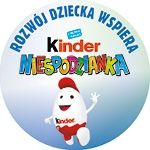 ROZWÓJ DZIECKA WSPIERA
Kinder
NIESPODZIANKA
Kinder